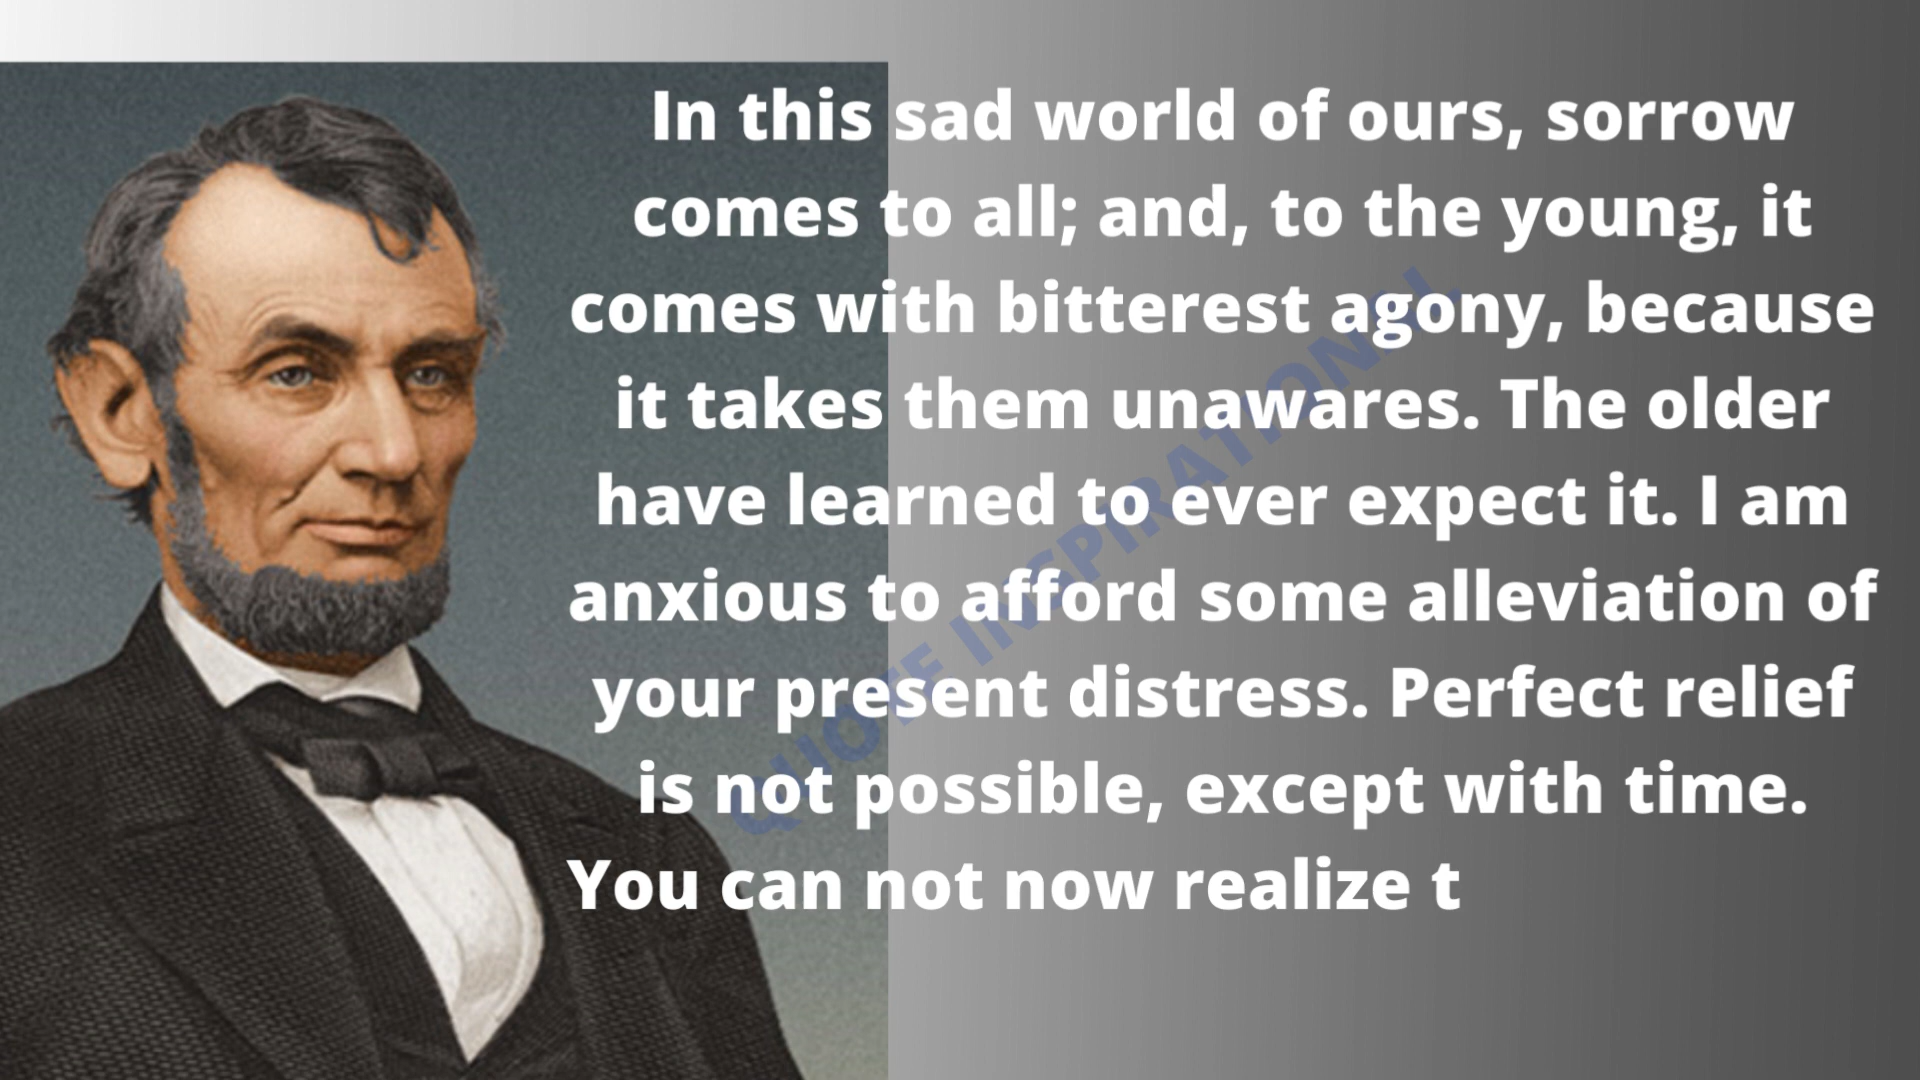 In this sad world of ours, sorrow
comes to all; and, to the young, it
comes with bitterest agony, because
it takes them unawares. The older
have learned to ever expect it. I am
anxious to afford some alleviation of
your present distress. Perfect relief
is not possible, except with time.
You can not now realize t
QUOTE INSPIRATIONAL